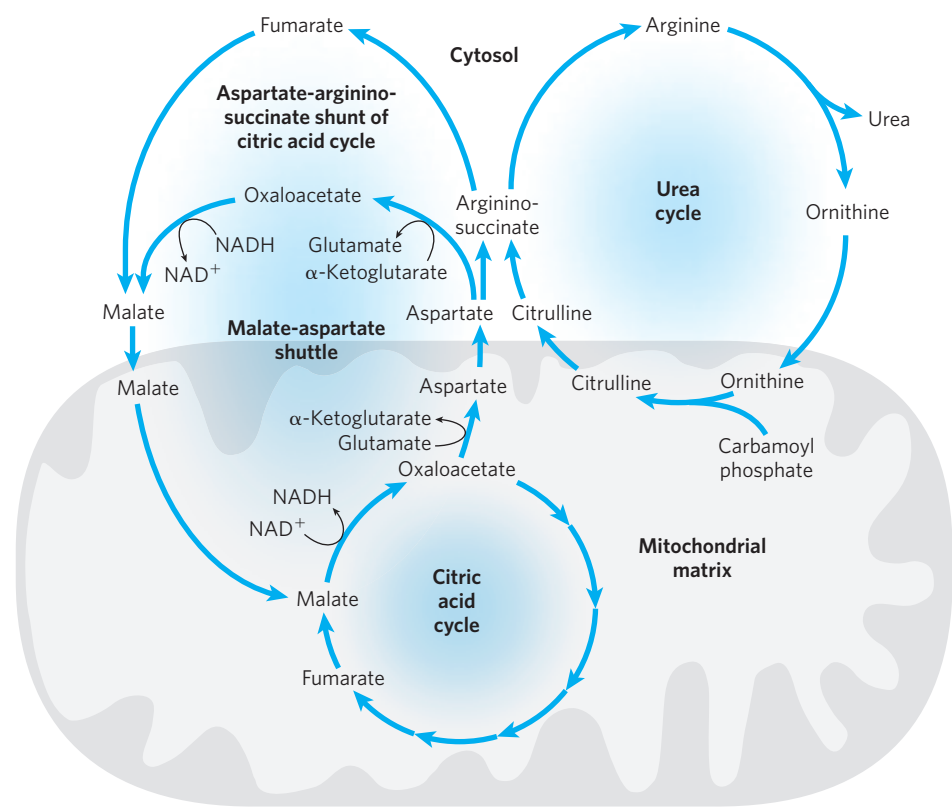 Fumarate
Cytosol
Arginine
Aspartate-arginino-
succinate shunt of
citric acid cycle
Urea
Oxaloacetate
Arginino-
succinate
Urea
cycle
Ornithine
NADH
NAD+
Glutamate
α-Ketoglutarate
Malate
Malate-aspartate
shuttle
Aspartate
Citrulline
Malate
Aspartate
Citrulline
Ornithine
α-Ketoglutarate
Glutamate
Carbamoyl
phosphate
Oxaloacetate
NADH
NAD+
Mitochondrial
matrix
Citric
acid
cycle
Malate
Fumarate